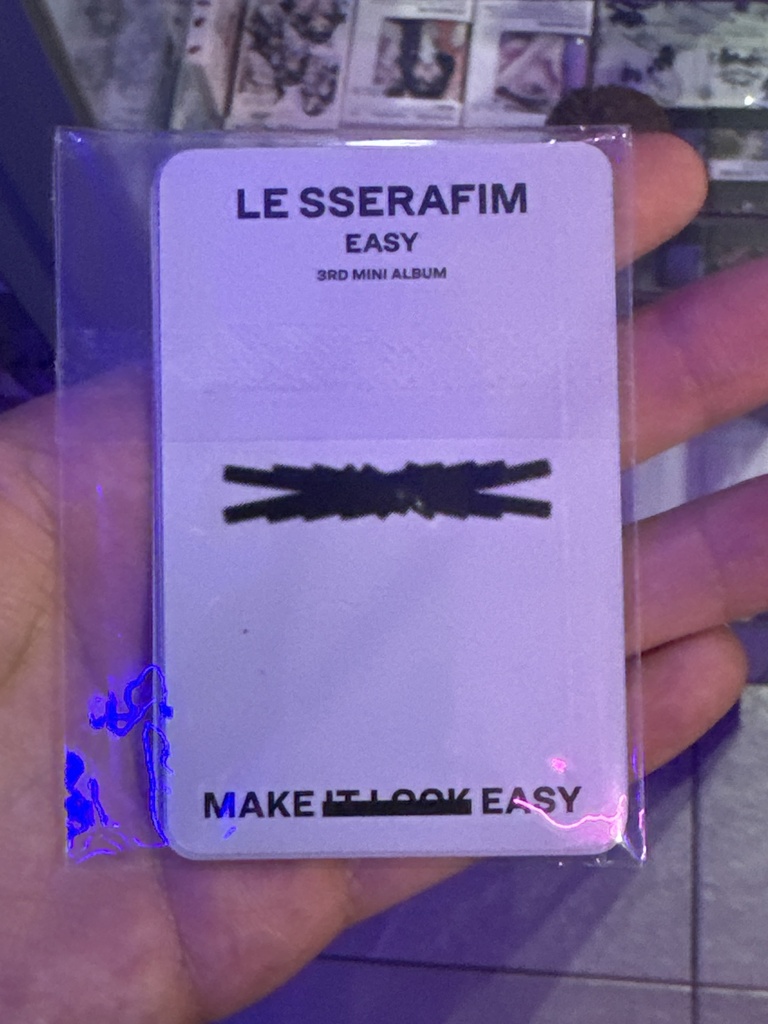 LE SSERAFIM
EASY
3RD MINI ALBUM
MAKE IT LOOK EASY